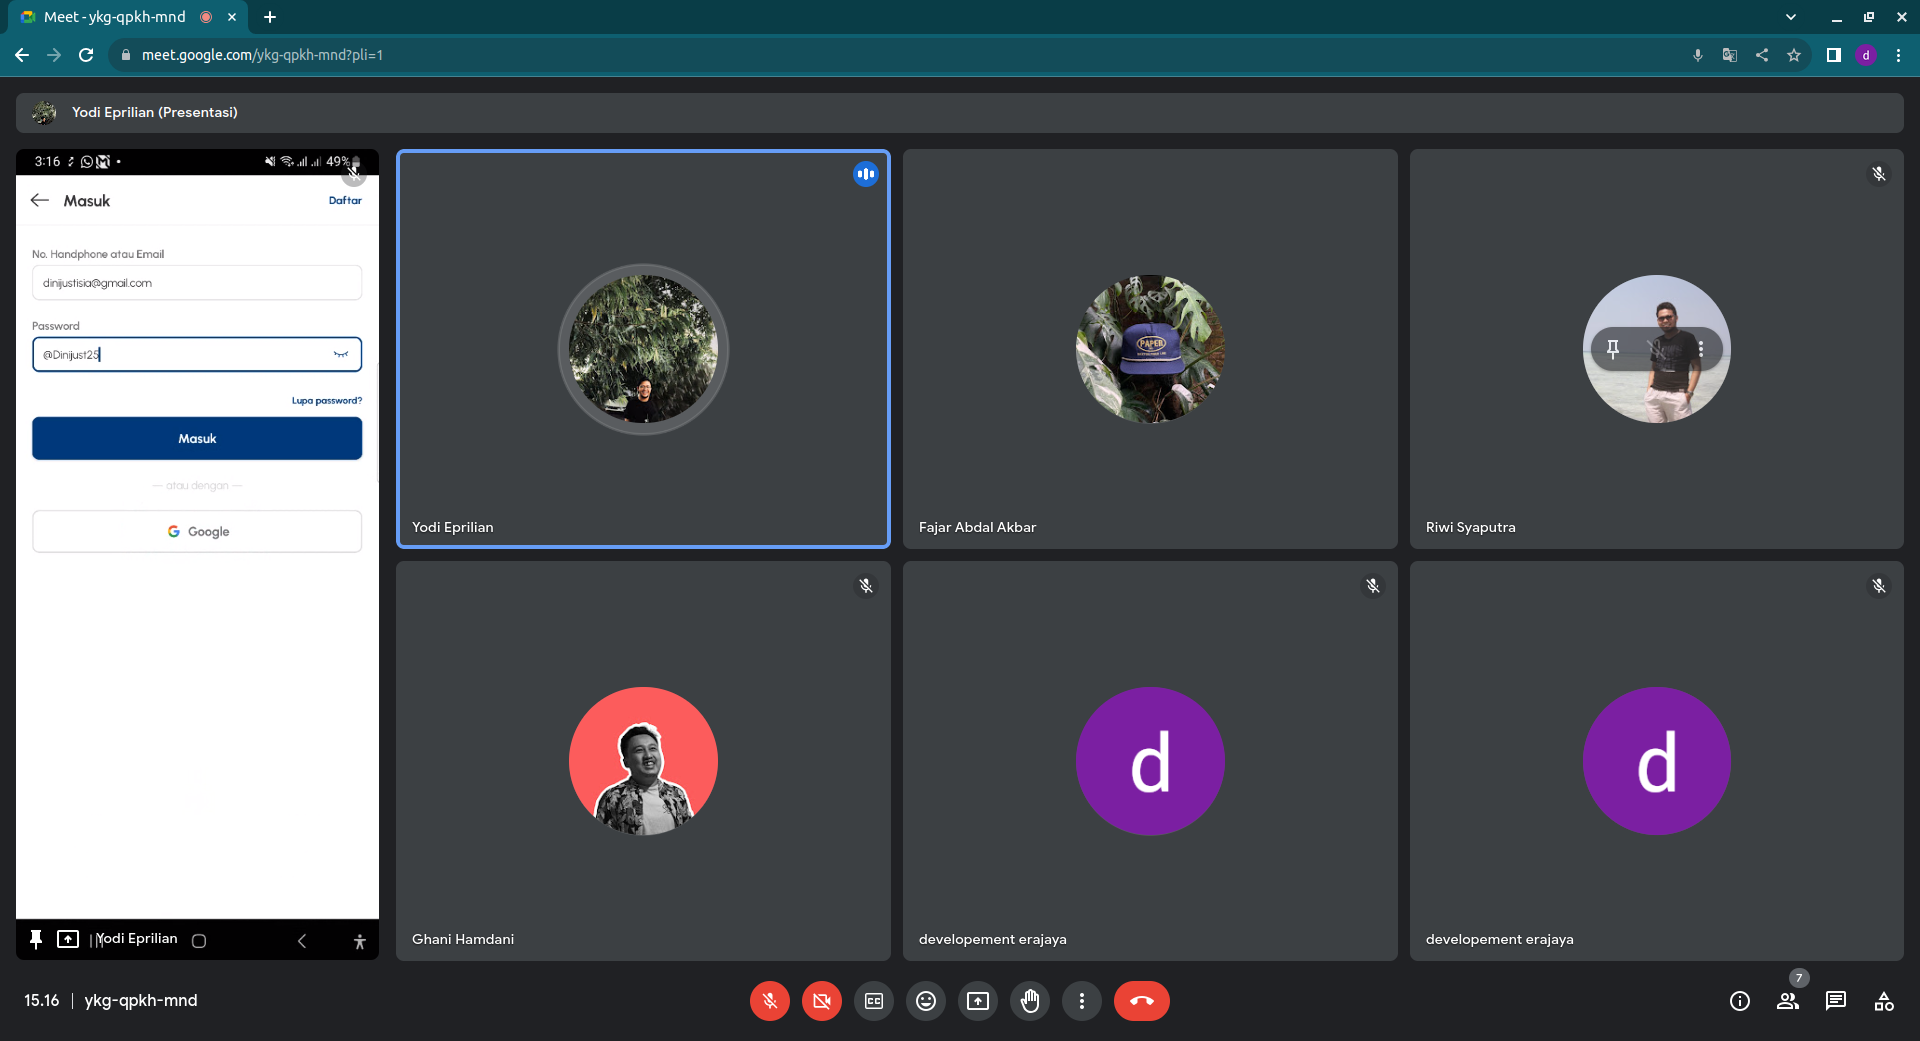 Meet - ykg-qpkh-mnd
meet.google.com/ykg-qpkh-mnd?pli=1
d
Yodi Eprilian (Presentasi)
3:16
49%
Masuk
Daftar
No. Handphone atau Email
dinijustisia@gmail.com
Password
@Dinijust25
Lupa password?
Masuk
— atau dengan —
Google
Yodi Eprilian
Yodi Eprilian
PAPER
Fajar Abdal Akbar
Riwi Syaputra
Ghani Hamdani
d
developement erajaya
d
developement erajaya
15.16 | ykg-qpkh-mnd
CC
7